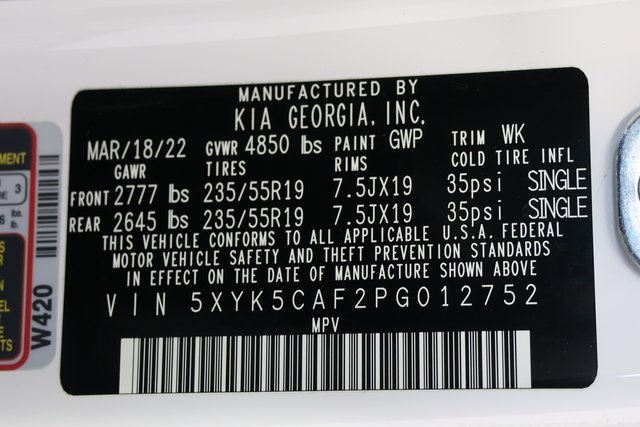 MANUFACTURED BY
KIA GEORGIA, INC.
MAR/18/22 GVWR 4850 lbs PAINT GWP TRIM WK
GAWR TIRES RIMS COLD TIRE INFL
FRONT 2777 lbs 235/55R19 7.5JX19 35psi SINGLE
REAR 2645 lbs 235/55R19 7.5JX19 35psi SINGLE
THIS VEHICLE CONFORMS TO ALL APPLICABLE U.S.A. FEDERAL
MOTOR VEHICLE SAFETY AND THEFT PREVENTION STANDARDS
IN EFFECT ON THE DATE OF MANUFACTURE SHOWN ABOVE
VIN 5XYK5CAF2PG012752
MPV
W420
3
lbs.